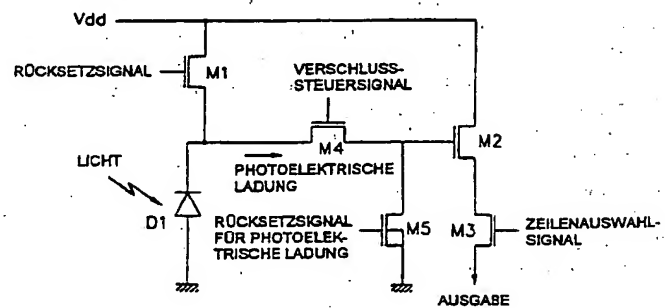 Vdd
RÜCKSETZSIGNAL
M1
VERSCHLUSS-
STEUERSIGNAL
M4
M2
LICHT
PHOTOELEKTRISCHE
LADUNG
D1
RÜCKSETZSIGNAL
FÜR PHOTOELEK-
TRISCHE LADUNG
M5
M3
ZEILENAUSWAHL-
SIGNAL
AUSGABE